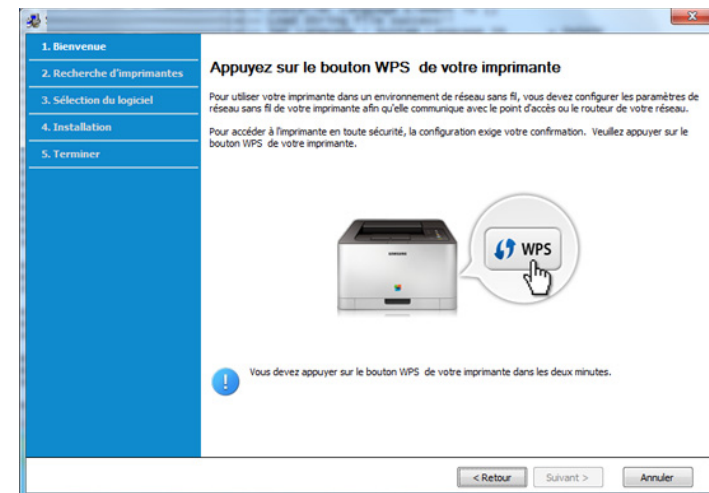 1. Bienvenue
2. Recherche d'imprimantes
3. Sélection du logiciel
4. Installation
5. Terminer
Appuyez sur le bouton WPS de votre imprimante
Pour utiliser votre imprimante dans un environnement de réseau sans fil, vous devez configurer les paramètres de
réseau sans fil de votre imprimante afin qu'elle communique avec le point d'accès ou le routeur de votre réseau.
Pour accéder à l'imprimante en toute sécurité, la configuration exige votre confirmation. Veuillez appuyer sur le
bouton WPS de votre imprimante.
SAMSUNG
WPS
Vous devez appuyer sur le bouton WPS de votre imprimante dans les deux minutes.
< Retour
Suivant >
Annuler